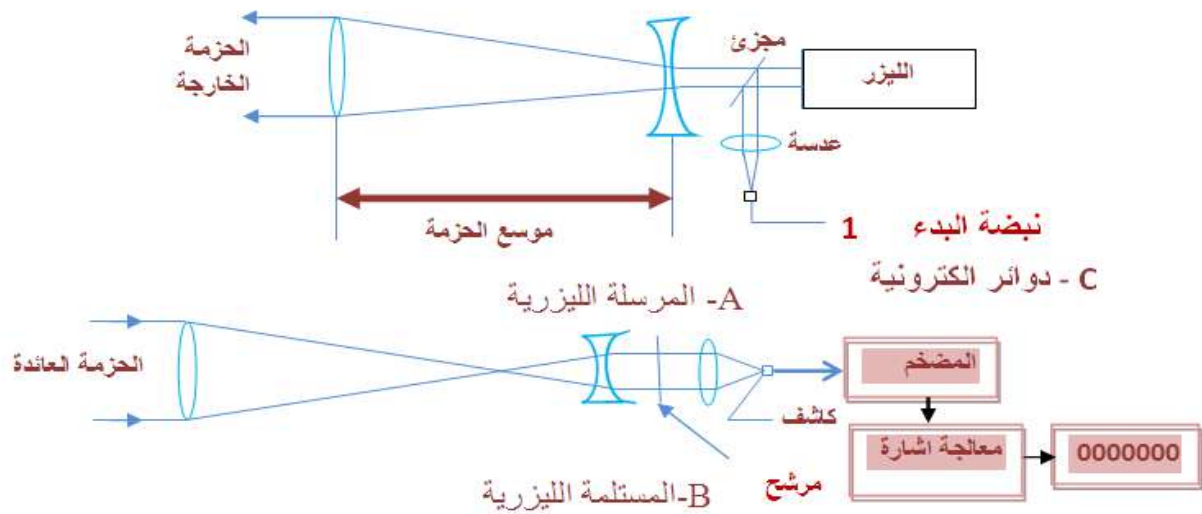 الحزمة
الخارجة
مجزئ
الليزر
عدسة
موسع الحزمة
نبضة البدء 1
C - دوائر الكترونية
A- المرسلة الليزرية
الحزمة العائدة
المضخم
كاشف
معالجة اشارة
0000000
مرشح
B-المستلمة الليزرية